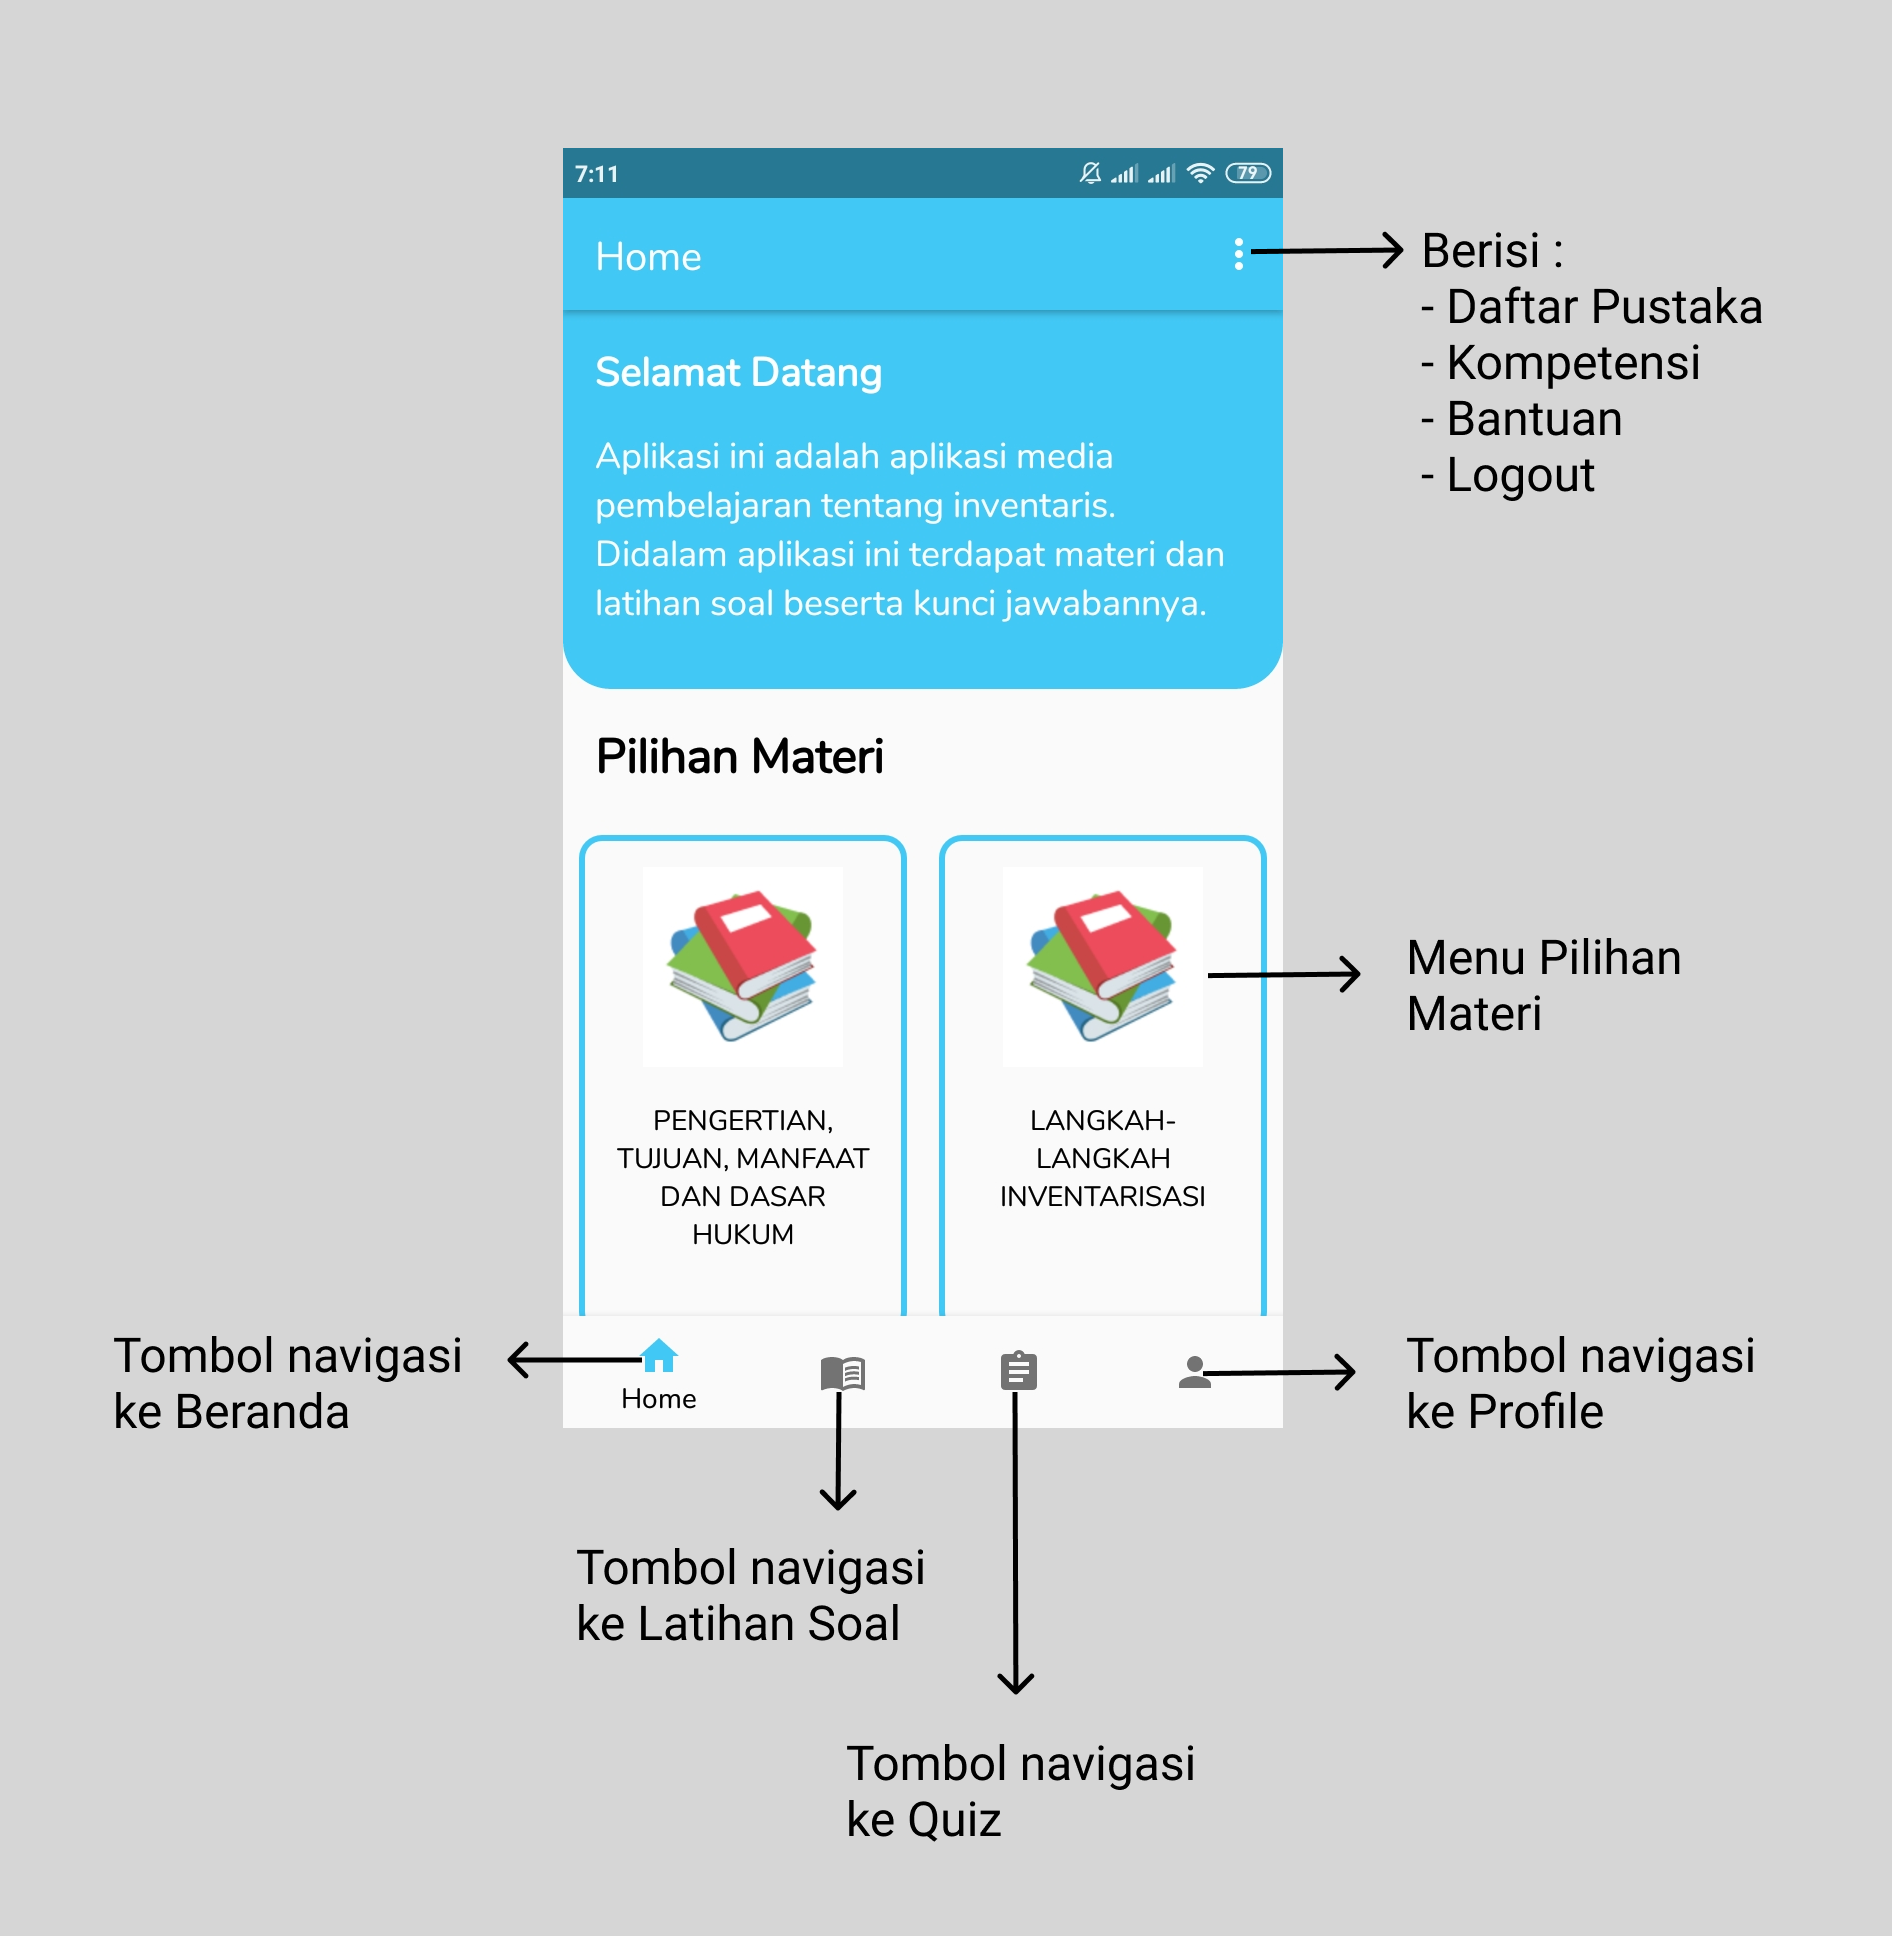 7:11
79
Home
Berisi :
- Daftar Pustaka
- Kompetensi
- Bantuan
- Logout
Selamat Datang
Aplikasi ini adalah aplikasi media
pembelajaran tentang inventaris.
Didalam aplikasi ini terdapat materi dan
latihan soal beserta kunci jawabannya.
Pilihan Materi
PENGERTIAN,
TUJUAN, MANFAAT
DAN DASAR
HUKUM
LANGKAH-
LANGKAH
INVENTARISASI
Menu Pilihan
Materi
Tombol navigasi
ke Beranda
Home
Tombol navigasi
ke Profile
Tombol navigasi
ke Latihan Soal
Tombol navigasi
ke Quiz